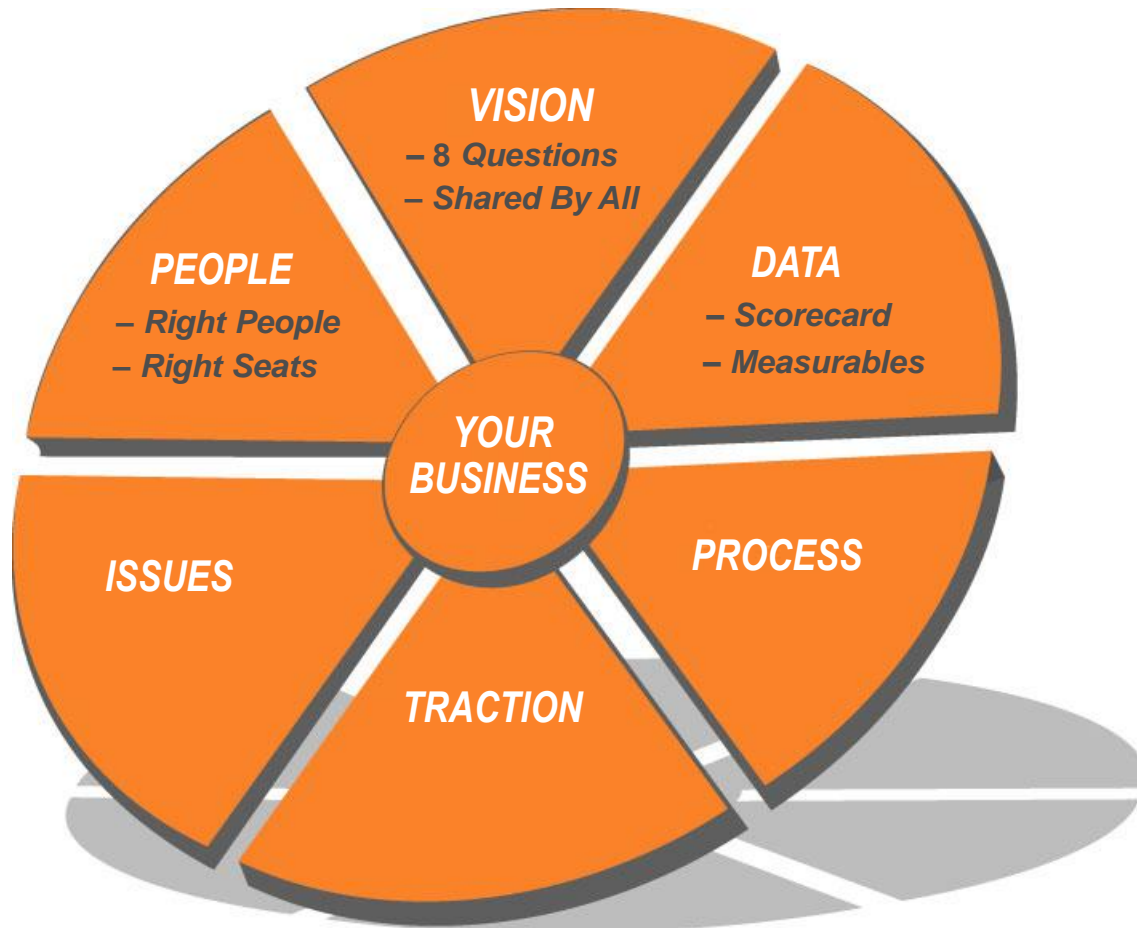 VISION
– 8 Questions
– Shared By All
PEOPLE
– Right People
– Right Seats
DATA
– Scorecard
– Measurables
YOUR
BUSINESS
ISSUES
PROCESS
TRACTION